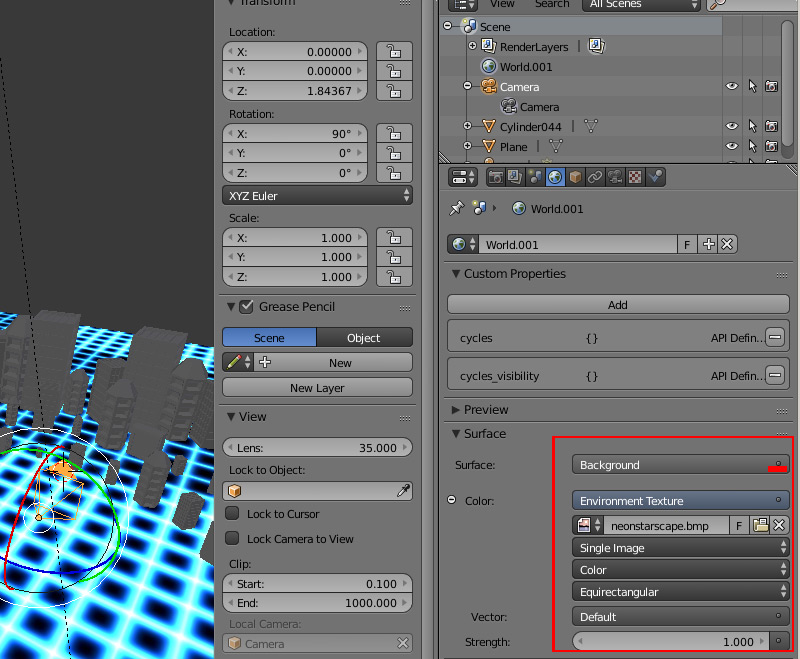 Transform
Location:
X: 0.00000
Y: 0.00000
Z: 1.84367
Rotation:
X: 90°
Y: 0°
Z: 0°
XYZ Euler
Scale:
X: 1.000
Y: 1.000
Z: 1.000
Grease Pencil
Scene Object
New
New Layer
View
Lens: 35.000
Lock to Object:
Lock to Cursor
Lock Camera to View
Clip:
Start: 0.100
End: 1000.000
Local Camera:
Camera
View Search All Scenes
Scene
RenderLayers
World.001
Camera
Camera
Cylinder044
Plane
World.001
World.001 F
Custom Properties
Add
cycles {} API Defin...
cycles_visibility {} API Defin...
Preview
Surface
Surface: Background
Color: Environment Texture
neonstarscape.bmp F
Single Image
Color
Equirectangular
Vector: Default
Strength: 1.000